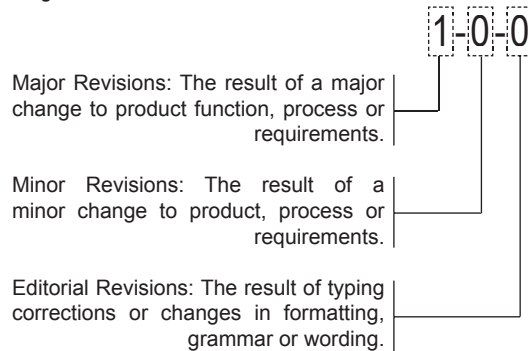 1-0-0
Major Revisions: The result of a major
change to product function, process or
requirements.
Minor Revisions: The result of a
minor change to product, process or
requirements.
Editorial Revisions: The result of typing
corrections or changes in formatting,
grammar or wording.